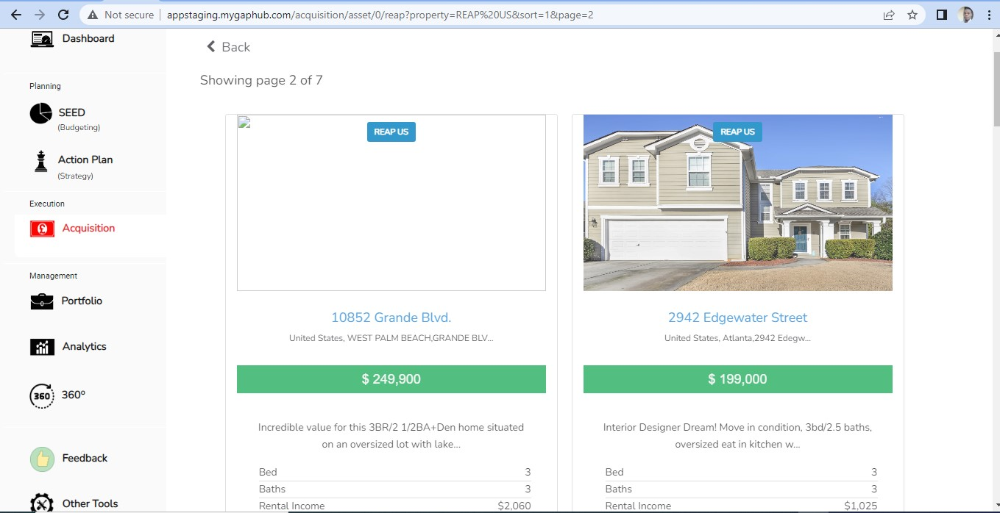 Not secure
appstaging.mygaphub.com/acquisition/asset/0/reap?property=REAP%20US&sort=1&page=2
Dashboard
Planning
SEED
(Budgeting)
Action Plan
(Strategy)
Execution
Acquisition
Management
Portfolio
Analytics
360
360º
Feedback
Other Tools
Back
Showing page 2 of 7
REAP US
10852 Grande Blvd.
United States, WEST PALM BEACH,GRANDE BLV...
$ 249,900
Incredible value for this 3BR/2 1/2BA+Den home situated
on an oversized lot with lake...
Bed 3
Baths 3
Rental Income $2,060
REAP US
2942 Edgewater Street
United States, Atlanta,2942 Edegw...
$ 199,000
Interior Designer Dream! Move in condition, 3bd/2.5 baths,
oversized eat in kitchen w...
Bed 3
Baths 3
Rental Income $1,025